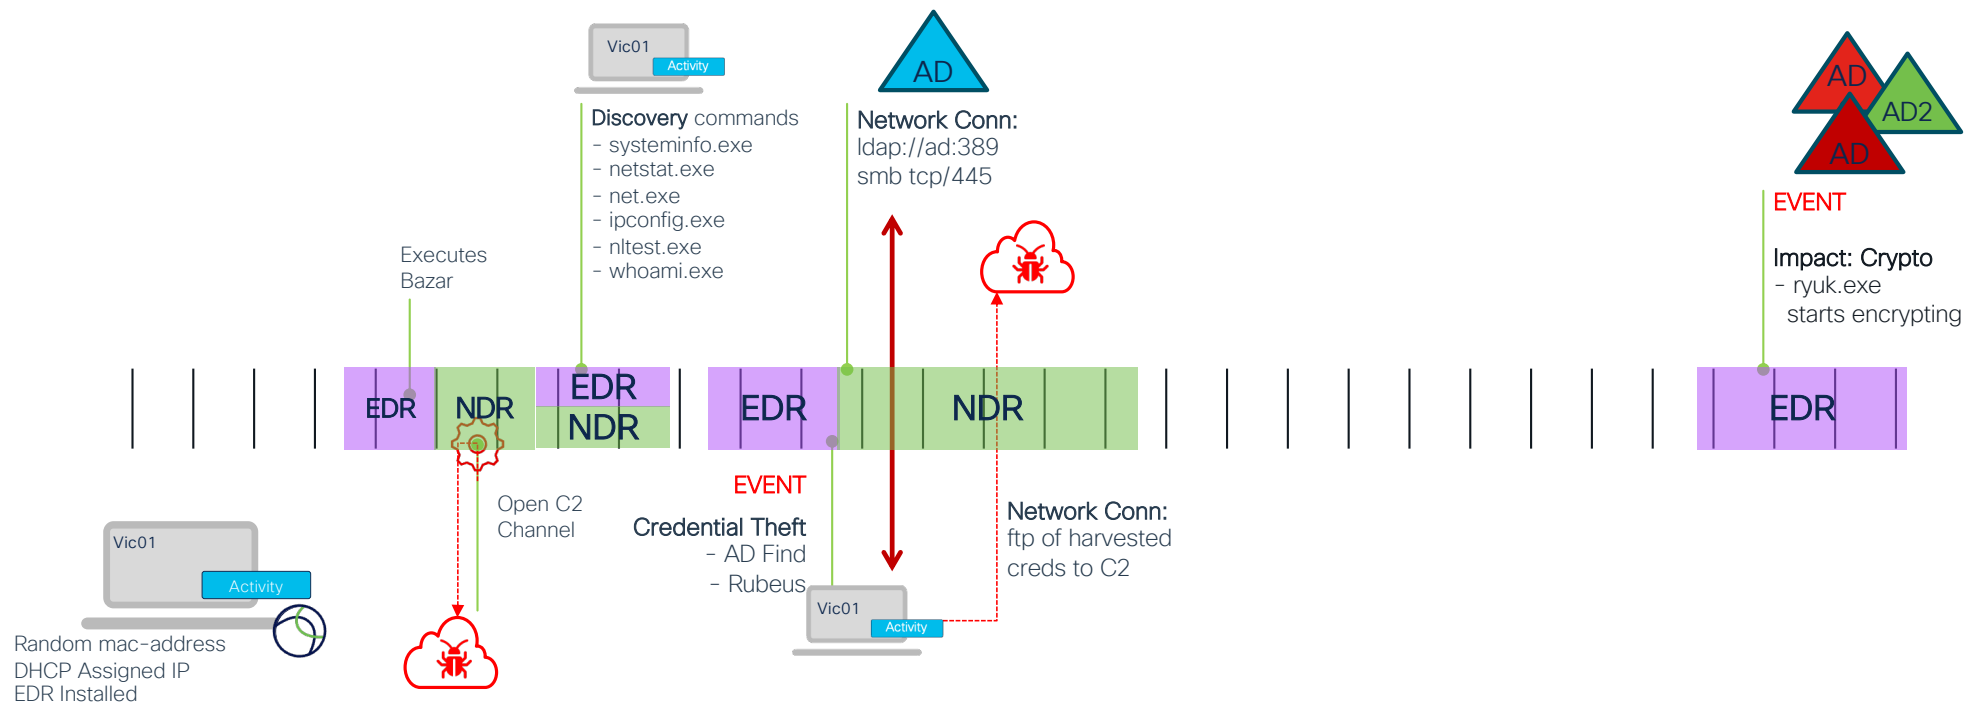 Vic01
Activity
Discovery commands
- systeminfo.exe
- netstat.exe
- net.exe
- ipconfig.exe
- nltest.exe
- whoami.exe
AD
Network Conn:
ldap://ad:389
smb tcp/445
AD
AD2
AD
EVENT
Impact: Crypto
- ryuk.exe
starts encrypting
Executes
Bazar
EDR
NDR
EDR
NDR
EDR
NDR
EDR
Open C2
Channel
EVENT
Credential Theft
- AD Find
- Rubeus
Network Conn:
ftp of harvested
creds to C2
Vic01
Activity
Vic01
Activity
Random mac-address
DHCP Assigned IP
EDR Installed